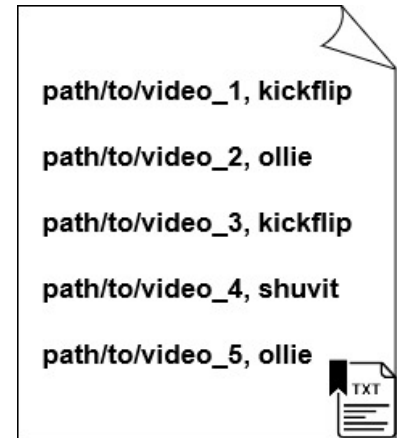 path/to/video_1, kickflip
path/to/video_2, ollie
path/to/video_3, kickflip
path/to/video_4, shuvit
path/to/video_5, ollie
TXT